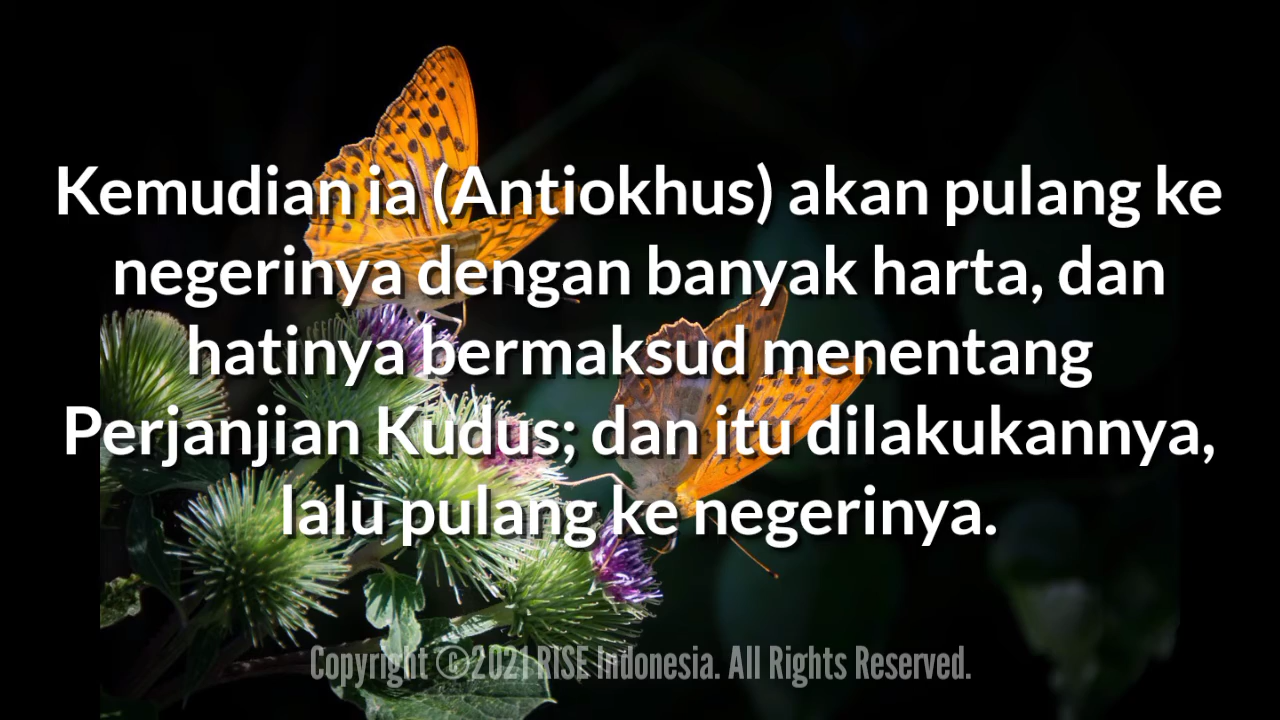 Kemudian ia (Antiokhus) akan pulang ke
negerinya dengan banyak harta, dan
hatinya bermaksud menentang
Perjanjian Kudus; dan itu dilakukannya,
lalu pulang ke negerinya.
Copyright ©2021 RISE Indonesia. All Rights Reserved.